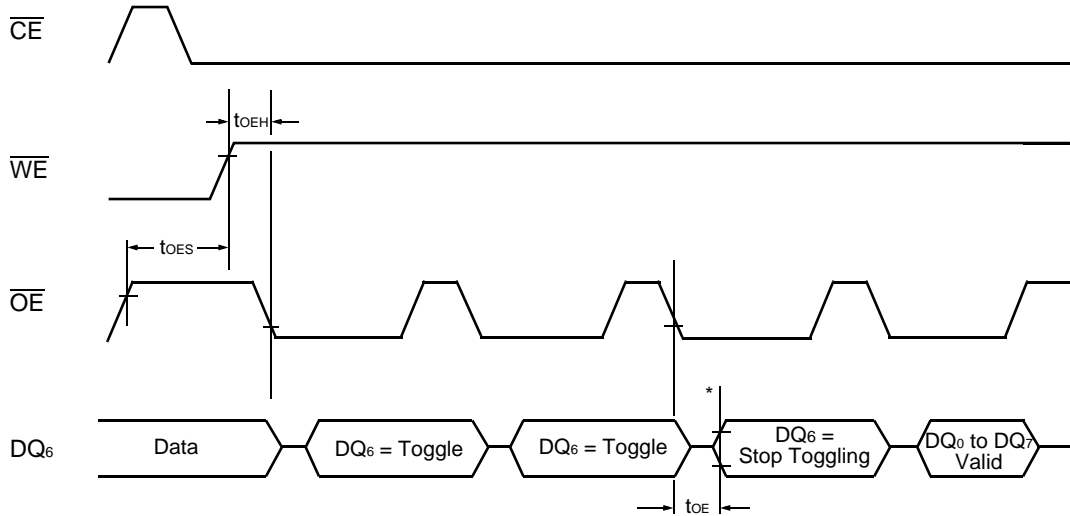 CE
tOEH
WE
tOES
OE
*
DQ6
Data
DQ6 = Toggle
DQ6 = Toggle
DQ6 =
Stop Toggling
DQ0 to DQ7
Valid
tOE